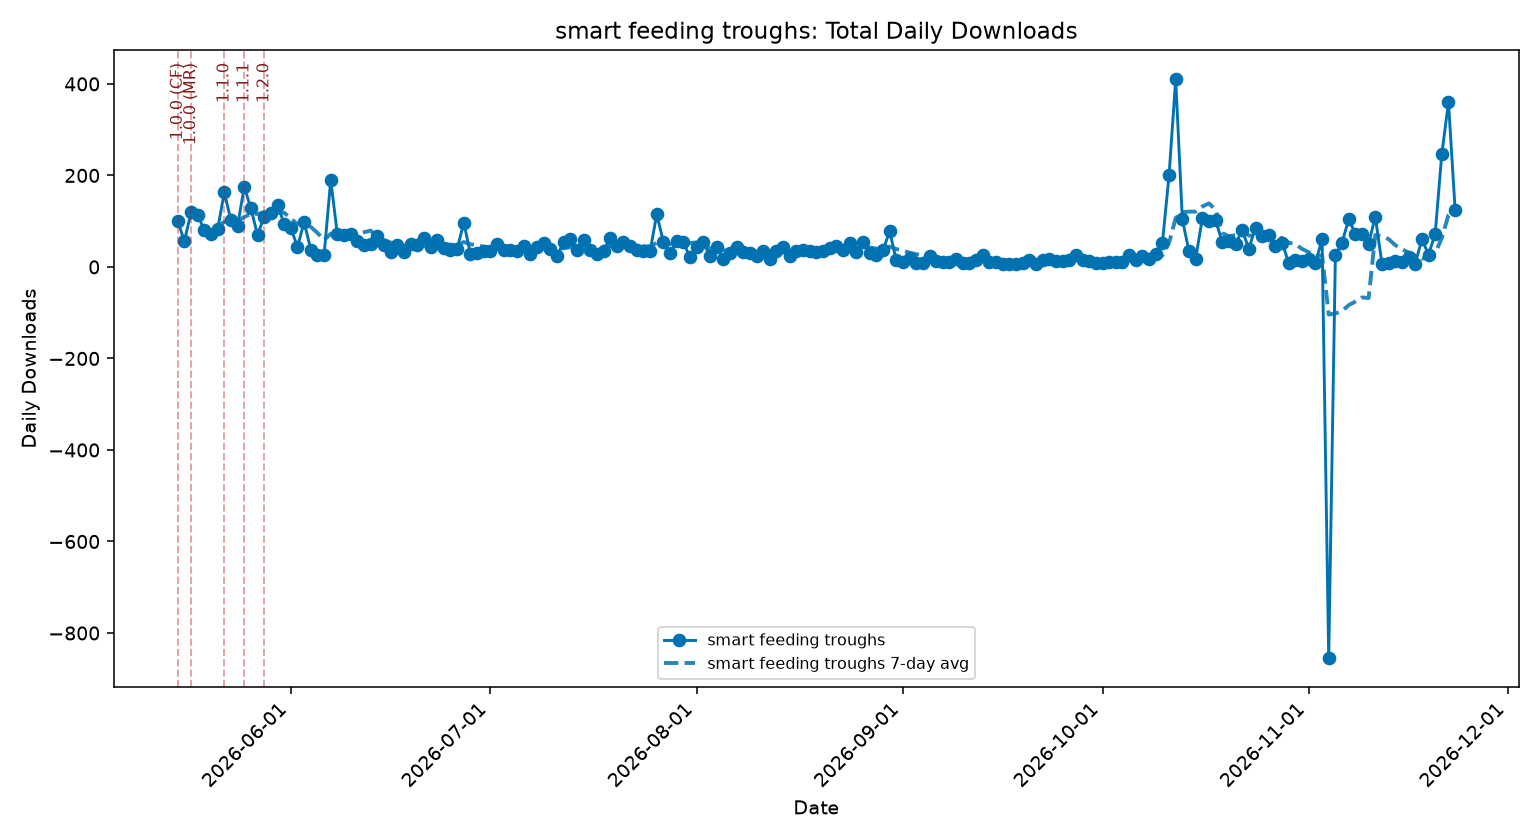 smart feeding troughs: Total Daily Downloads
1.0.0 (CF)
1.0.0 (MR)
1.1.0
1.1.1
1.2.0
400
200
0
−200
−400
−600
−800
Daily Downloads
smart feeding troughs
smart feeding troughs 7-day avg
2026-06-01
2026-07-01
2026-08-01
2026-09-01
2026-10-01
2026-11-01
2026-12-01
Date